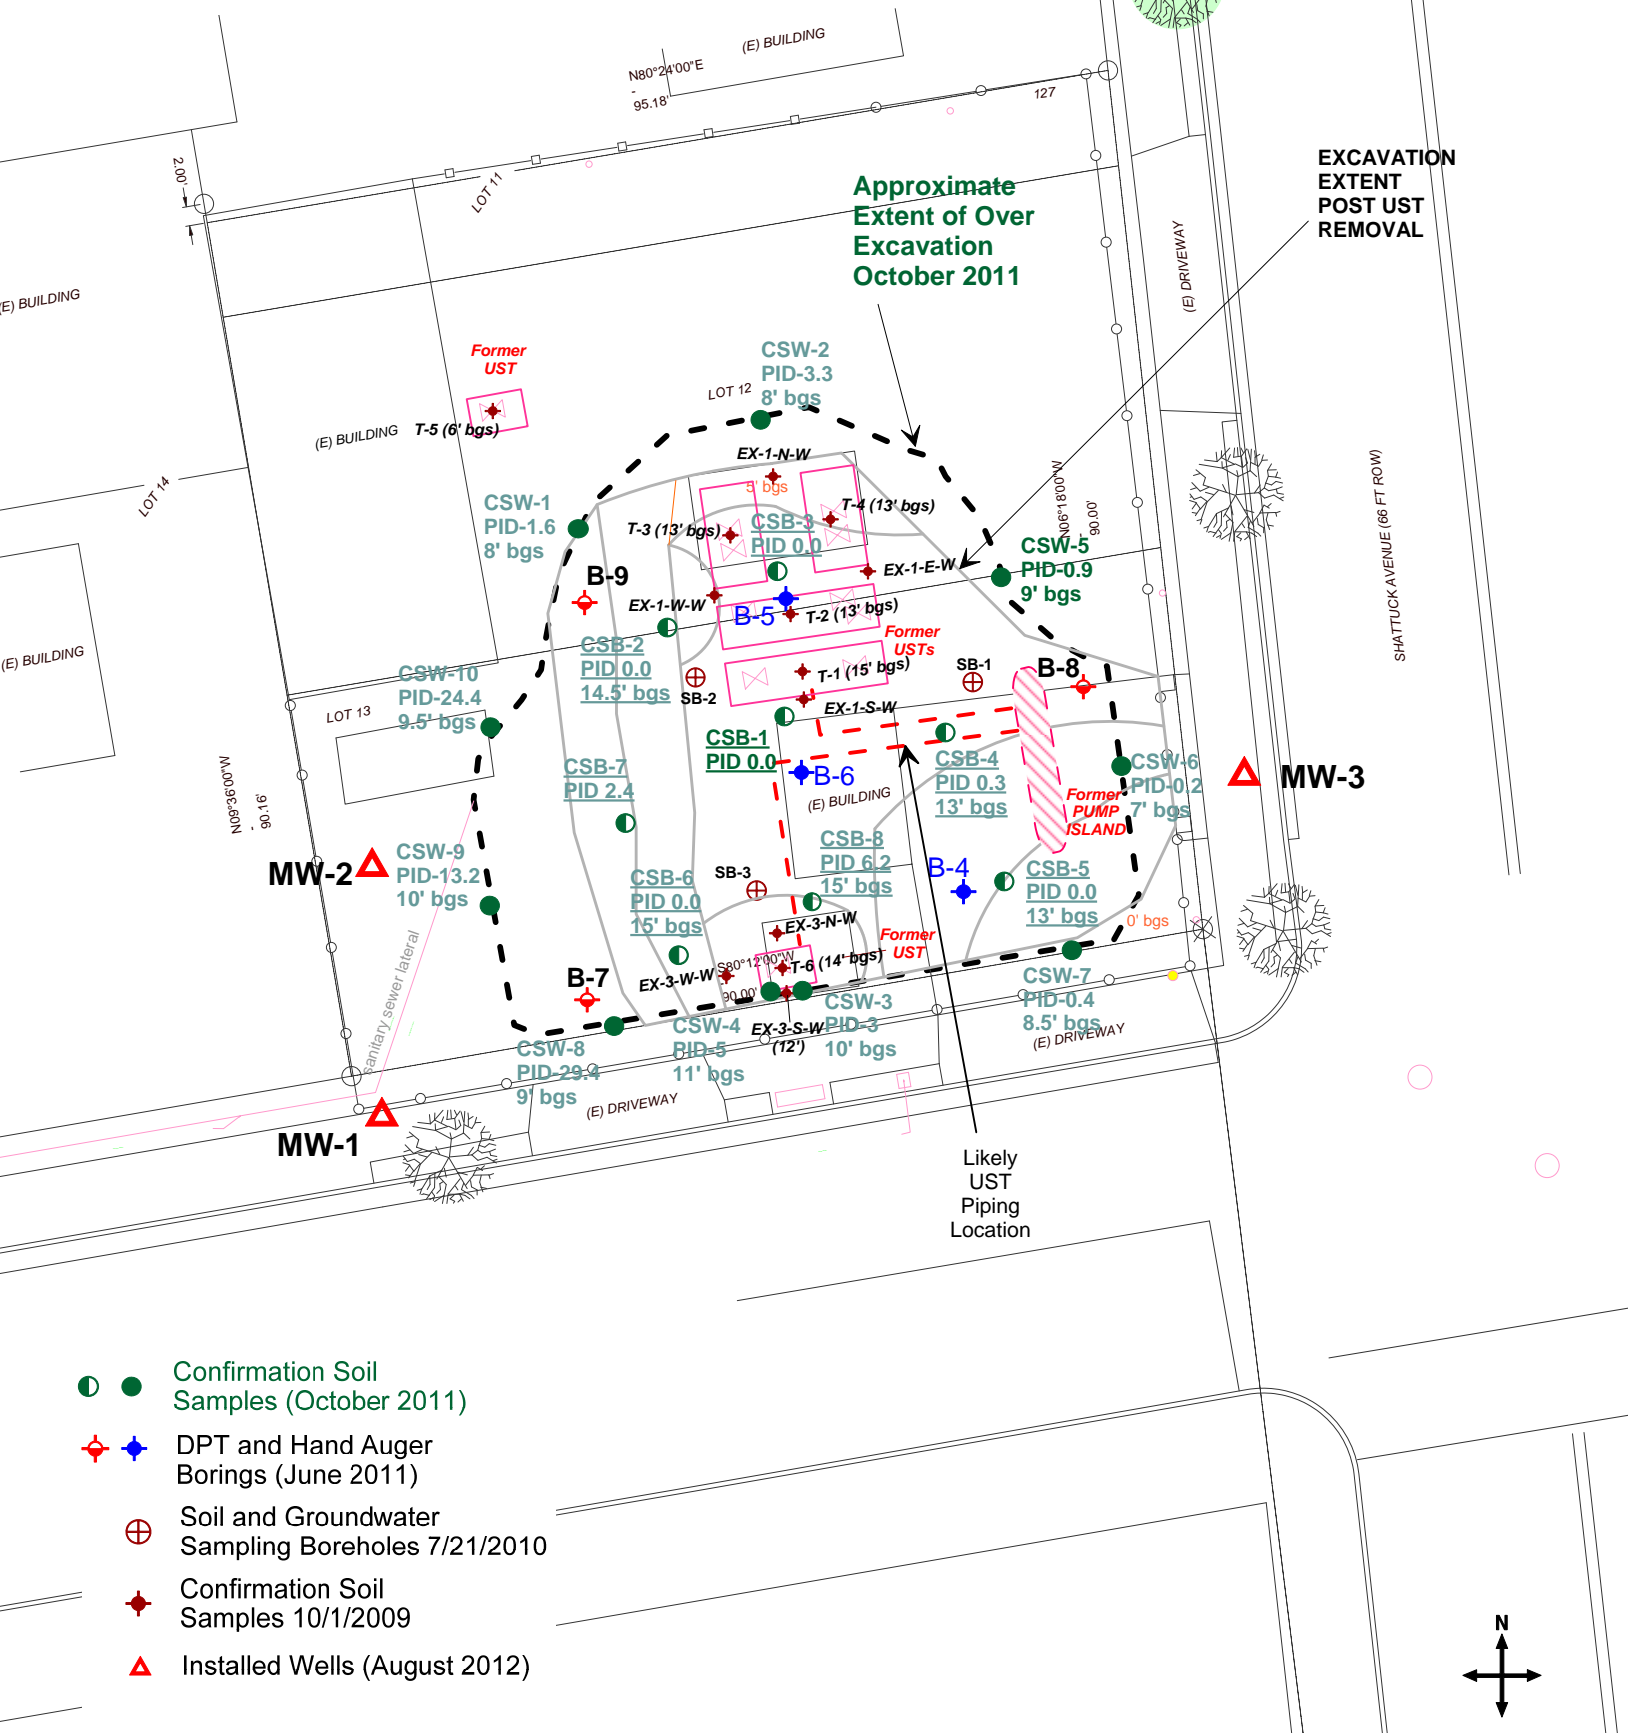 (E) BUILDING
N80°24'00"E
-
95.18'
127
2.00'
LOT 11
EXCAVATION
EXTENT
POST UST
REMOVAL
Approximate
Extent of Over
Excavation
October 2011
(E) DRIVEWAY
(E) BUILDING
Former
UST
CSW-2
PID-3.3
8' bgs
LOT 12
(E) BUILDING
T-5 (6' bgs)
EX-1-N-W
5' bgs
LOT 14
CSW-1
PID-1.6
8' bgs
T-3 (13' bgs)
T-4 (13' bgs)
CSB-3
PID 0.0
N06°18'00"W
-
90.00'
SHATTUCK AVENUE (66 FT ROW)
CSW-5
PID-0.9
9' bgs
EX-1-E-W
B-9
EX-1-W-W
B-5
T-2 (13' bgs)
Former
USTs
CSB-2
PID 0.0
14.5' bgs
(E) BUILDING
CSW-10
PID-24.4
9.5' bgs
SB-2
T-1 (15' bgs)
SB-1
B-8
LOT 13
EX-1-S-W
CSB-1
PID 0.0
CSB-7
PID 2.4
B-6
(E) BUILDING
CSB-4
PID 0.3
13' bgs
CSW-6
PID-0.2
7' bgs
MW-3
Former
PUMP
ISLAND
N09°36'00"W
-
90.16'
MW-2
CSW-9
PID-13.2
10' bgs
CSB-8
PID 6.2
15' bgs
SB-3
B-4
CSB-6
PID 0.0
15' bgs
CSB-5
PID 0.0
13' bgs
0' bgs
EX-3-N-W
Former
UST
sanitary sewer lateral
S80°12'00"W
-
90.00'
T-6 (14' bgs)
EX-3-W-W
B-7
CSW-7
PID-0.4
8.5' bgs
CSW-3
PID-3
10' bgs
EX-3-S-W
(12')
CSW-4
PID-5
11' bgs
CSW-8
PID-29.4
9' bgs
(E) DRIVEWAY
(E) DRIVEWAY
MW-1
Likely
UST
Piping
Location
Confirmation Soil
Samples (October 2011)
DPT and Hand Auger
Borings (June 2011)
Soil and Groundwater
Sampling Boreholes 7/21/2010
Confirmation Soil
Samples 10/1/2009
Installed Wells (August 2012)
N